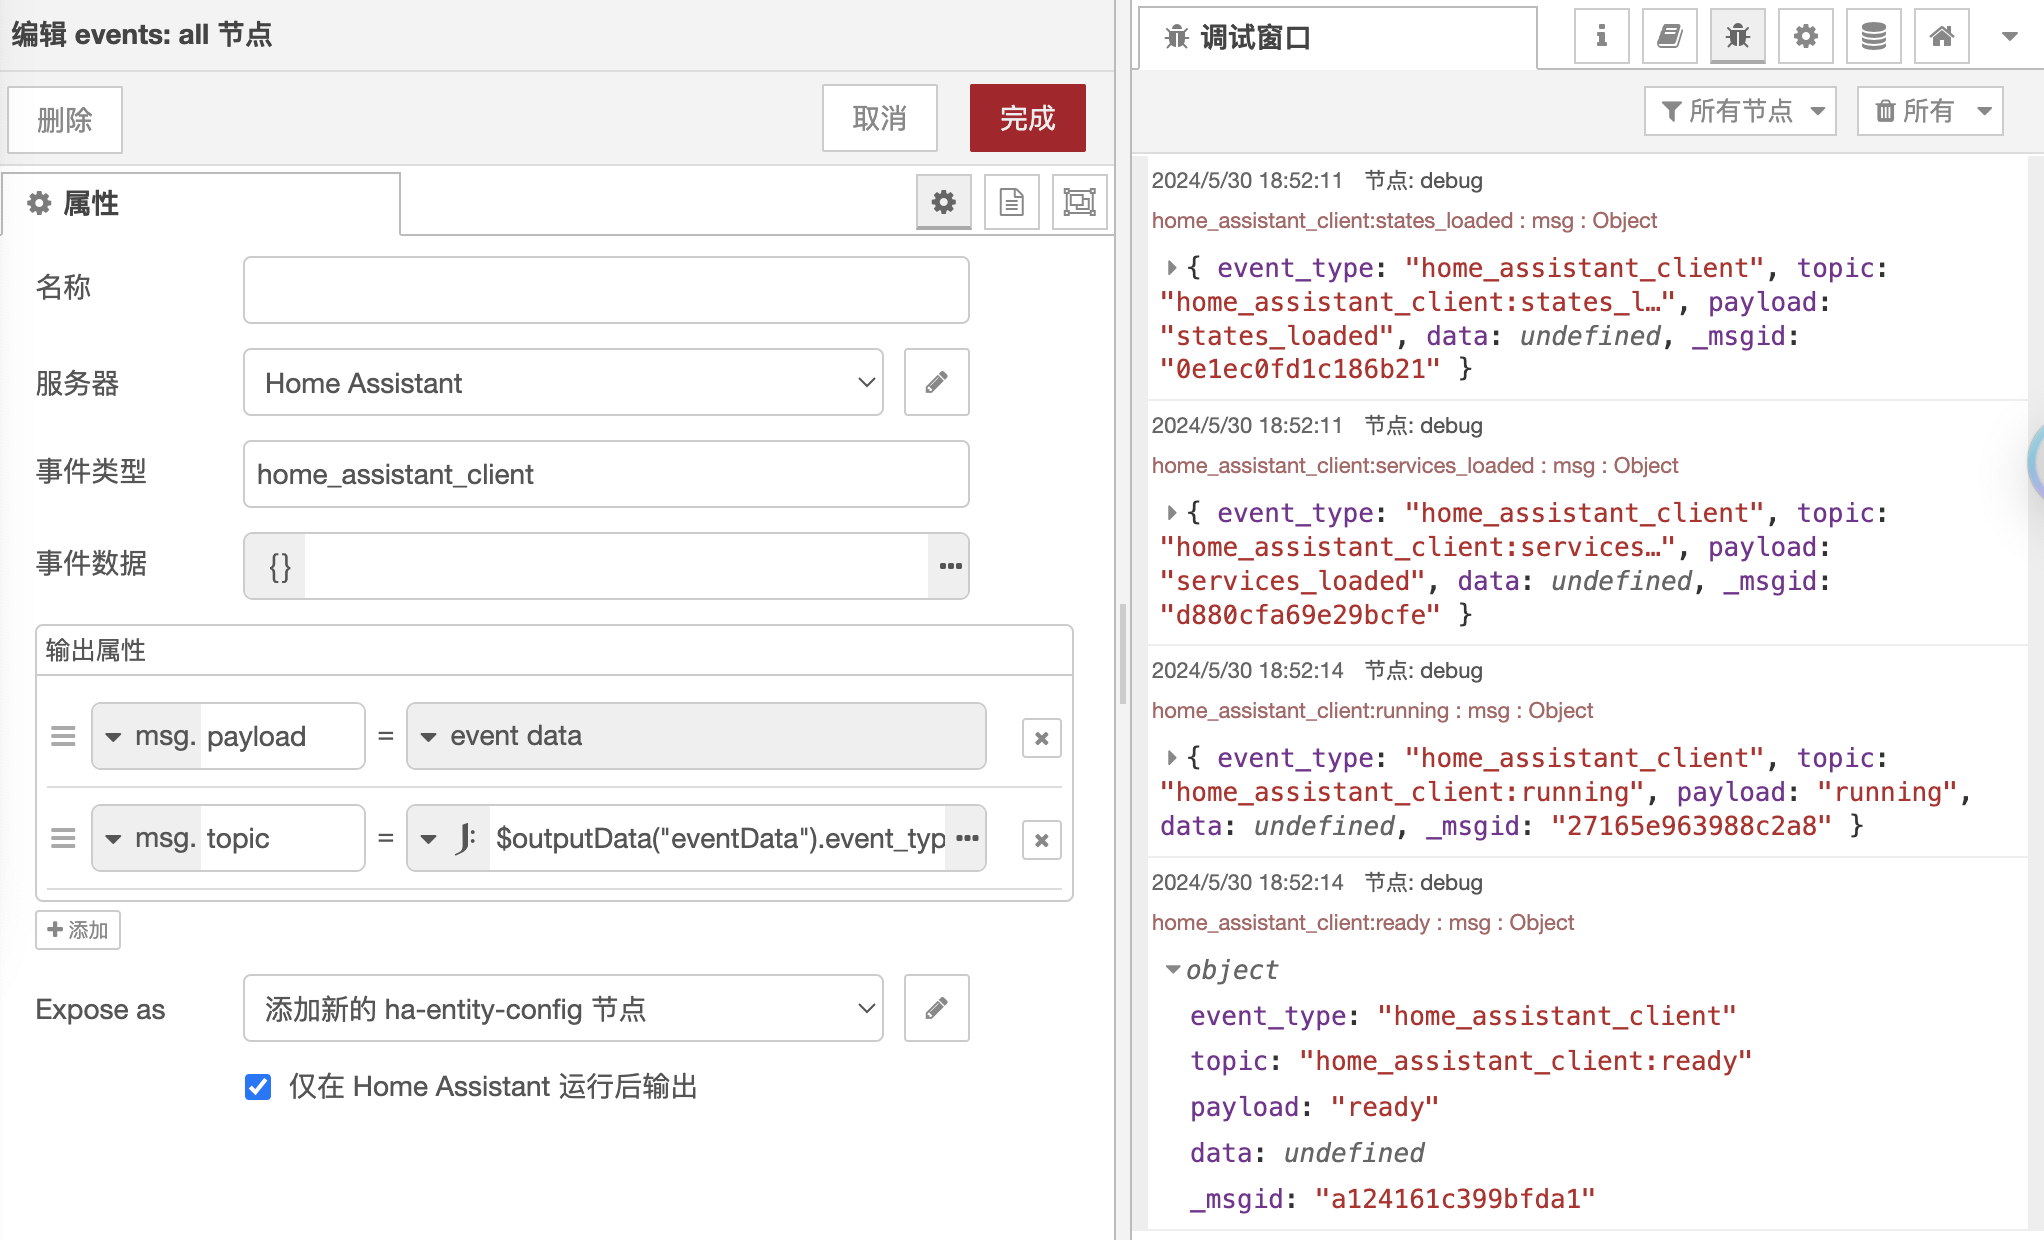 编辑 events: all 节点
删除
取消
完成
属性
名称
服务器
Home Assistant
事件类型
home_assistant_client
事件数据
{}
输出属性
msg. payload = event data
msg. topic = J: $outputData("eventData").event_typ
添加
Expose as
添加新的 ha-entity-config 节点
仅在 Home Assistant 运行后输出
调试窗口
所有节点
所有
2024/5/30 18:52:11 节点: debug
home_assistant_client:states_loaded : msg : Object
{ event_type: "home_assistant_client", topic:
"home_assistant_client:states_l…", payload:
"states_loaded", data: undefined, _msgid:
"0e1ec0fd1c186b21" }
2024/5/30 18:52:11 节点: debug
home_assistant_client:services_loaded : msg : Object
{ event_type: "home_assistant_client", topic:
"home_assistant_client:services…", payload:
"services_loaded", data: undefined, _msgid:
"d880cfa69e29bcfe" }
2024/5/30 18:52:14 节点: debug
home_assistant_client:running : msg : Object
{ event_type: "home_assistant_client", topic:
"home_assistant_client:running", payload: "running",
data: undefined, _msgid: "27165e963988c2a8" }
2024/5/30 18:52:14 节点: debug
home_assistant_client:ready : msg : Object
object
event_type: "home_assistant_client"
topic: "home_assistant_client:ready"
payload: "ready"
data: undefined
_msgid: "a124161c399bfda1"